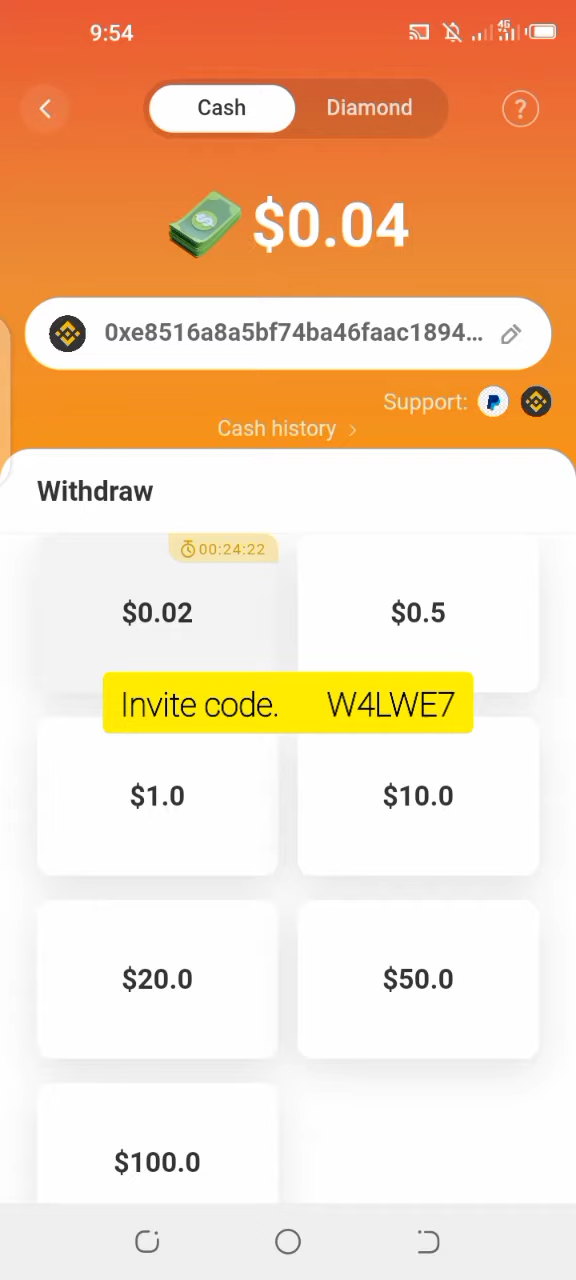 9:54
4G
Cash Diamond
?
$0.04
0xe8516a8a5bf74ba46faac1894...
Support:
Cash history >
Withdraw
00:24:22
$0.02 $0.5
Invite code. W4LWE7
$1.0 $10.0
$20.0 $50.0
$100.0